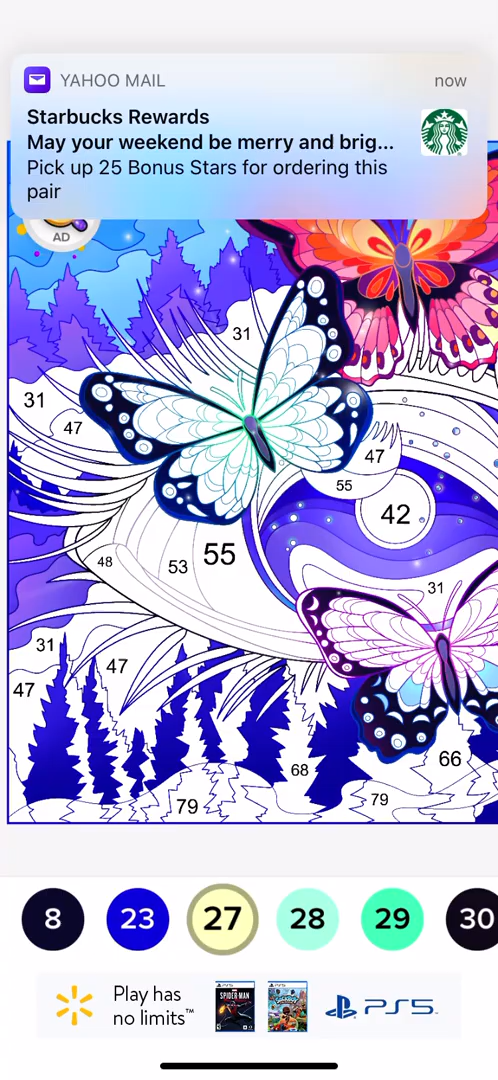 YAHOO MAIL
now
Starbucks Rewards
May your weekend be merry and brig...
Pick up 25 Bonus Stars for ordering this
pair
AD
31
31
47
47
55
42
55
53
48
31
31
47
47
66
68
79
79
8
23
27
28
29
30
Play has
no limits™
PS5